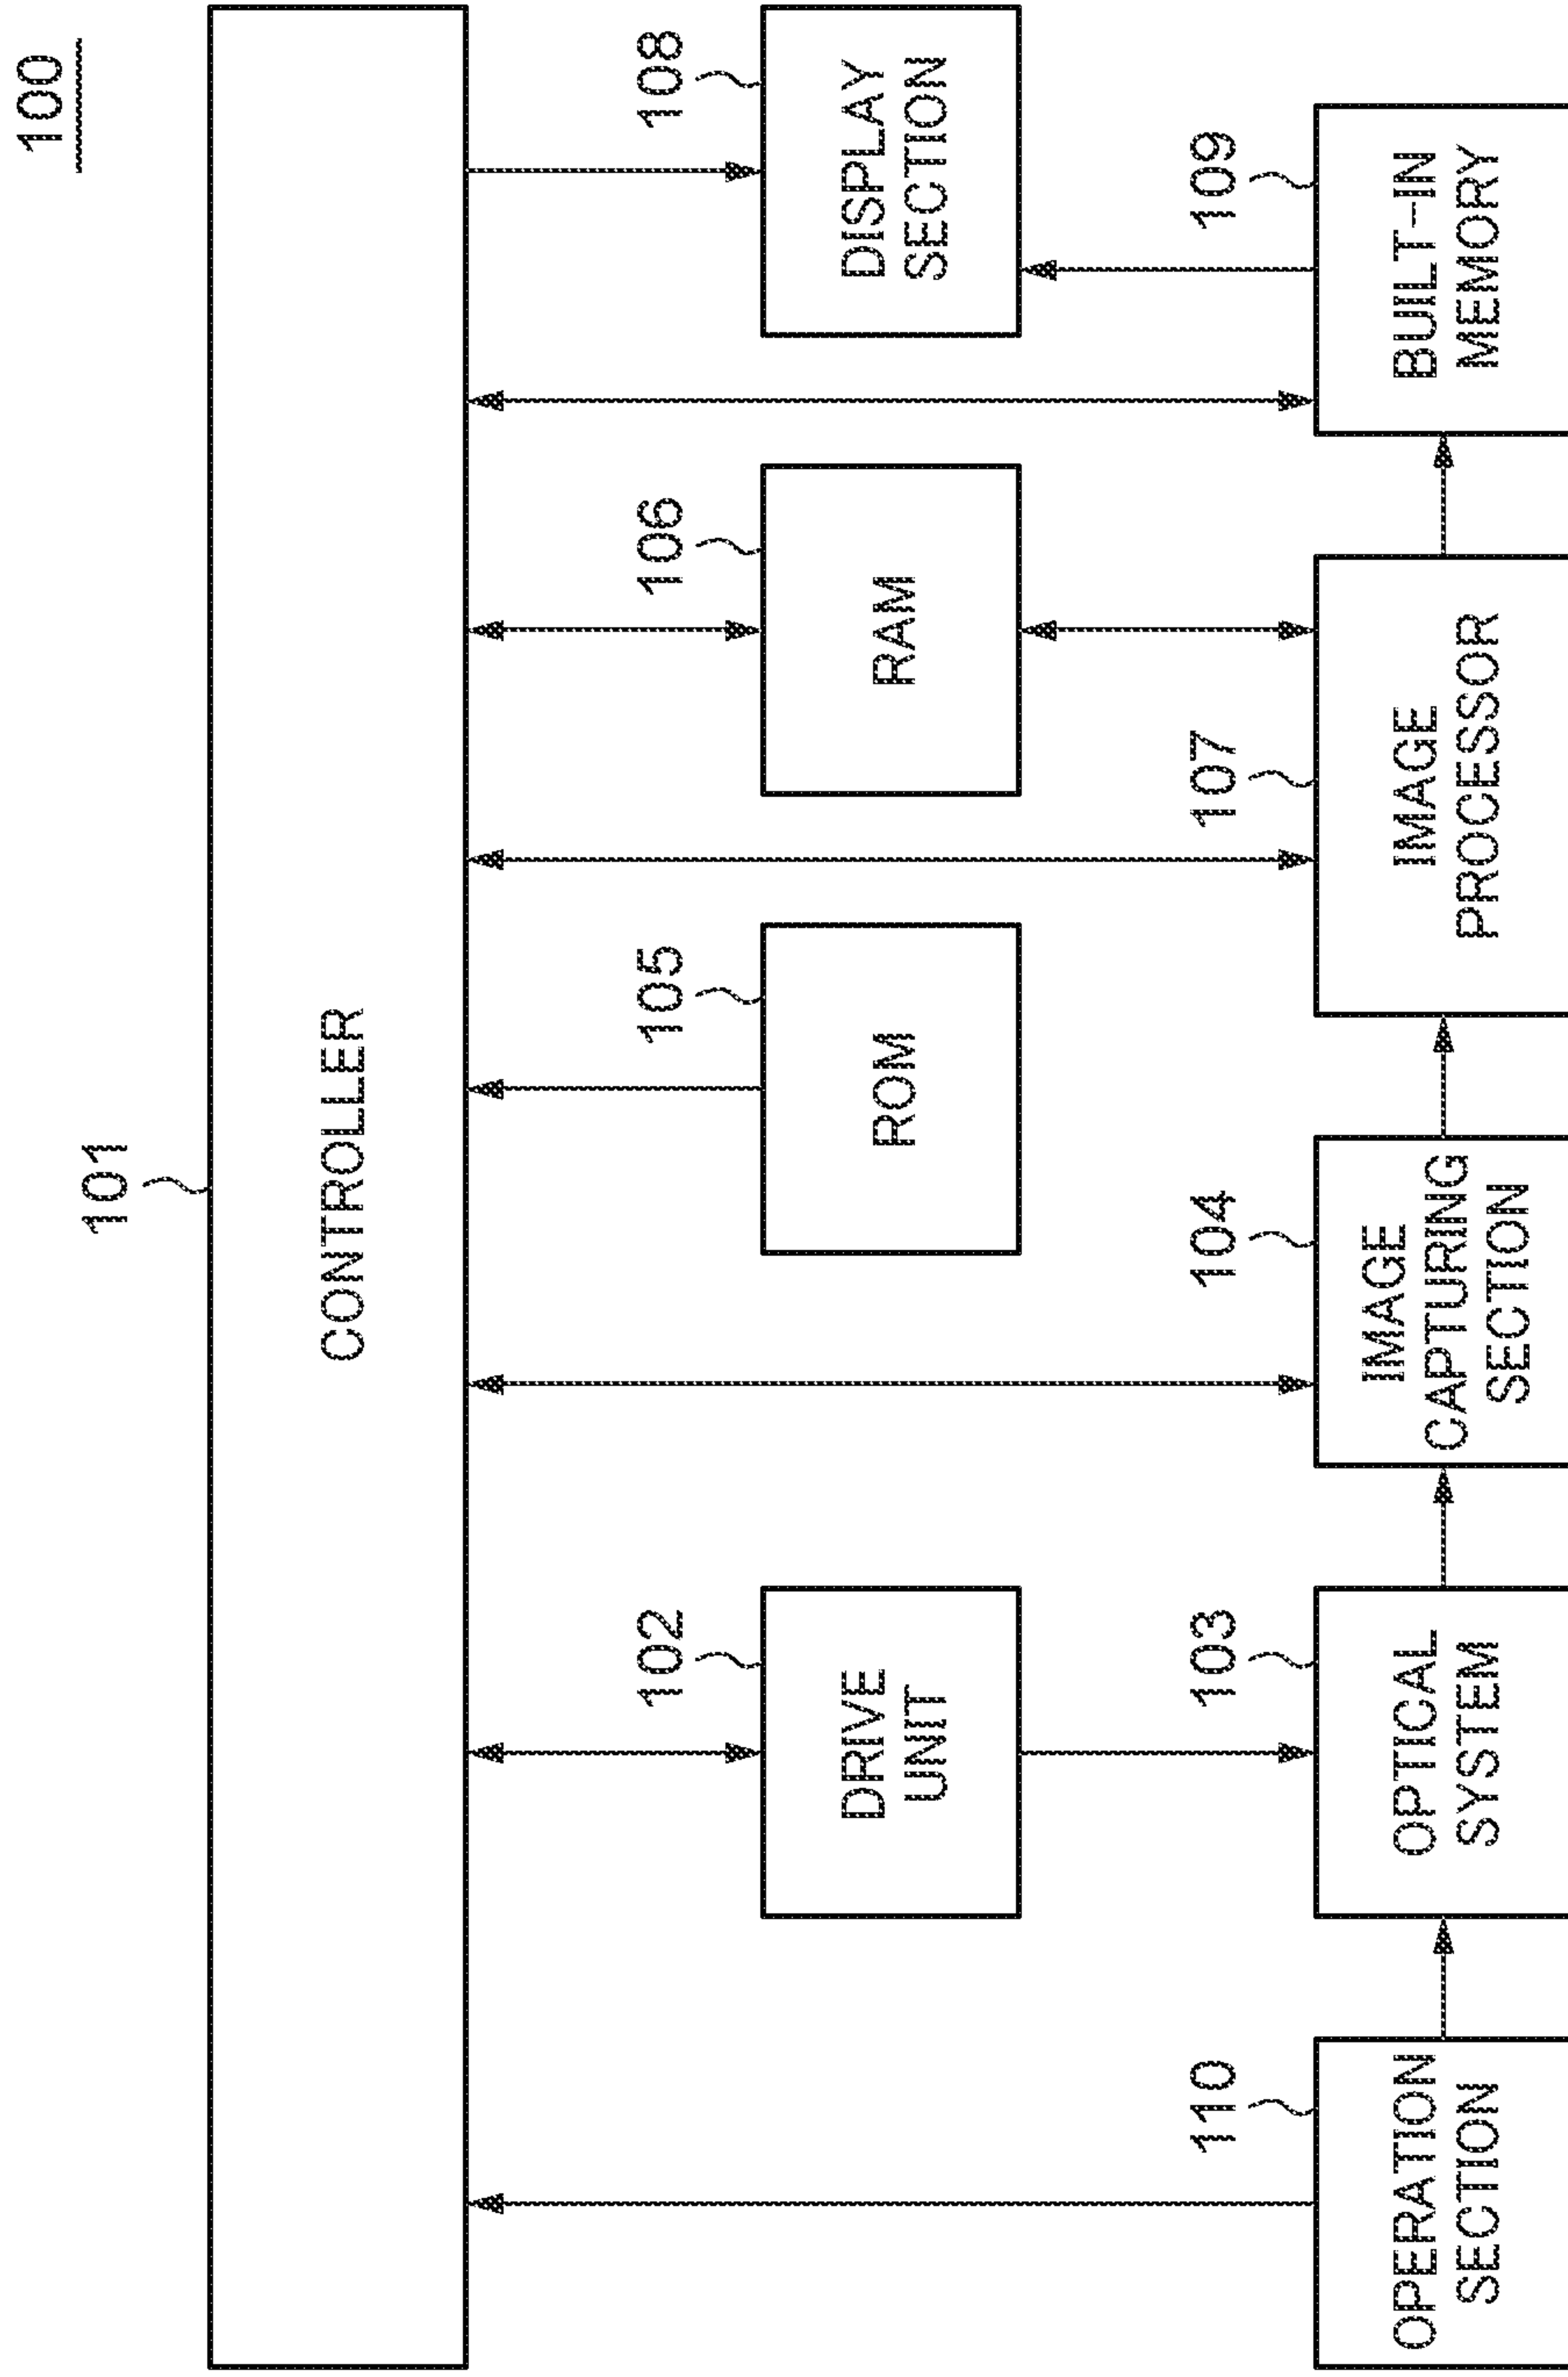 100
101
CONTROLLER
102
DRIVE
UNIT
105
ROM
106
RAM
108
DISPLAY
SECTION
110
OPERATION
SECTION
103
OPTICAL
SYSTEM
104
IMAGE
CAPTURING
SECTION
107
IMAGE
PROCESSOR
109
BUILT-IN
MEMORY